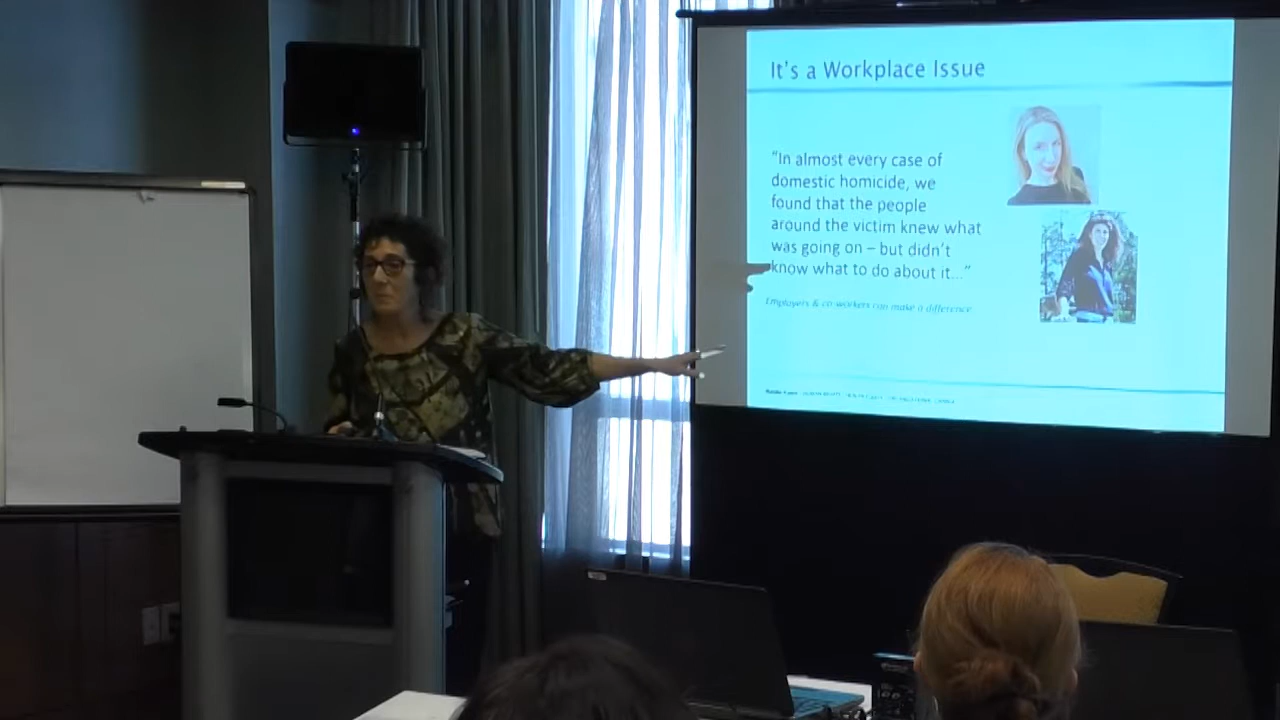 It's a Workplace Issue
“In almost every case of
domestic homicide, we
found that the people
around the victim knew what
was going on – but didn't
know what to do about it...”
Employers & co-workers can make a difference